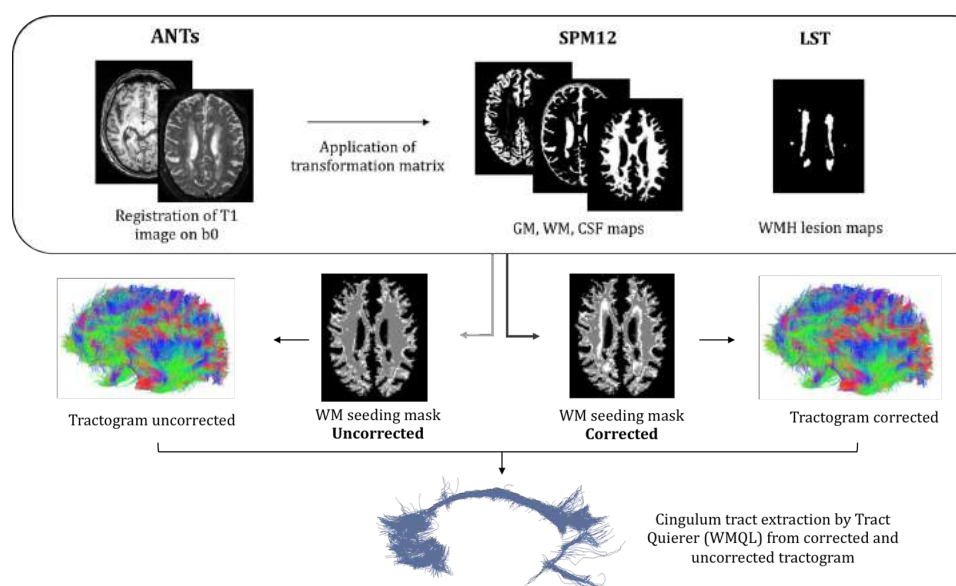 ANTs
SPM12
LST
Application of
transformation matrix
Registration of T1
image on b0
GM, WM, CSF maps
WMH lesion maps
Tractogram uncorrected
WM seeding mask
Uncorrected
WM seeding mask
Corrected
Tractogram corrected
Cingulum tract extraction by Tract
Quierer (WMQL) from corrected and
uncorrected tractogram